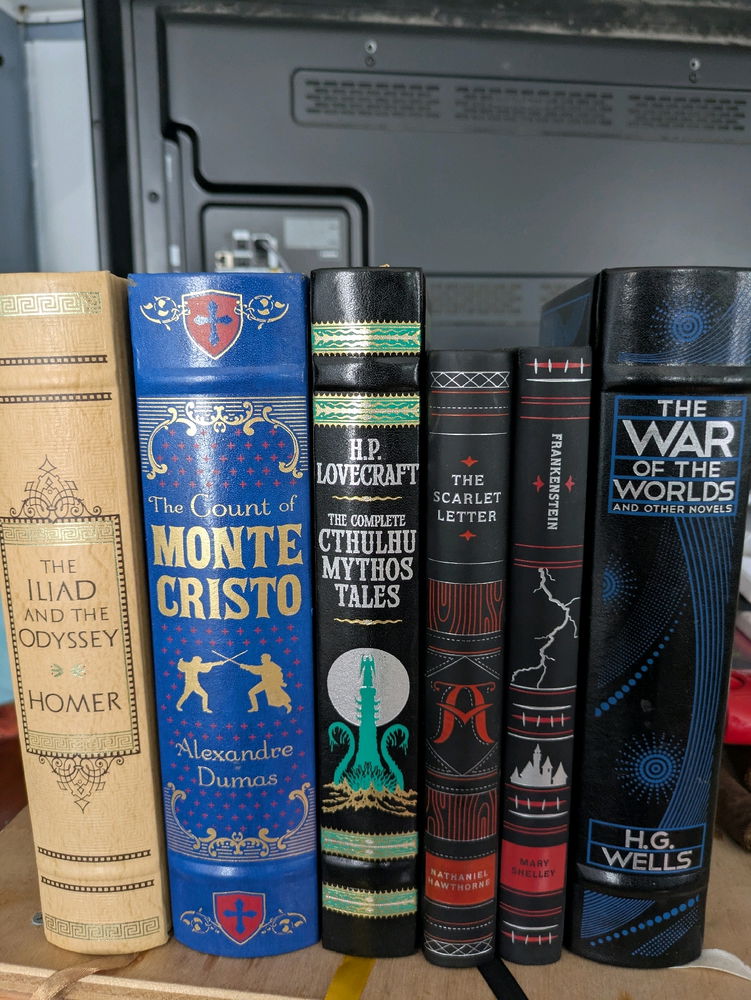 THE
ILIAD
AND THE
ODYSSEY
HOMER
The Count of
MONTE
CRISTO
Alexandre
Dumas
H.P.
LOVECRAFT
THE COMPLETE
CTHULHU
MYTHOS
TALES
THE
SCARLET
LETTER
A
NATHANIEL
HAWTHORNE
FRANKENSTEIN
MARY
SHELLEY
THE
WAR
OF THE
WORLDS
AND OTHER NOVELS
H.G.
WELLS